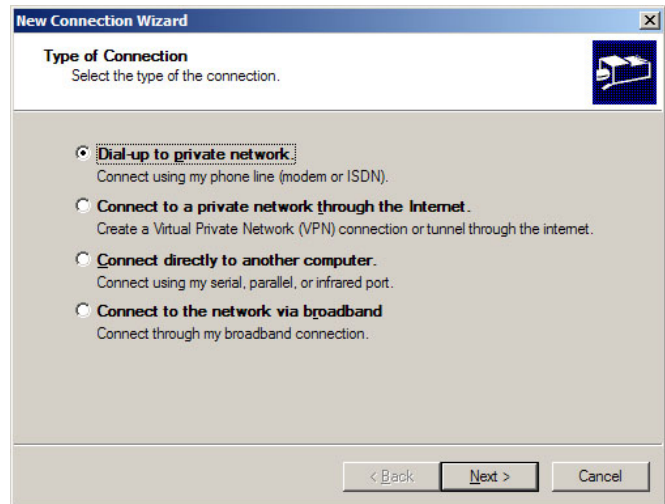 New Connection Wizard
Type of Connection
Select the type of the connection.
Dial-up to private network.
Connect using my phone line (modem or ISDN).
Connect to a private network through the Internet.
Create a Virtual Private Network (VPN) connection or tunnel through the internet.
Connect directly to another computer.
Connect using my serial, parallel, or infrared port.
Connect to the network via broadband
Connect through my broadband connection.
< Back Next > Cancel